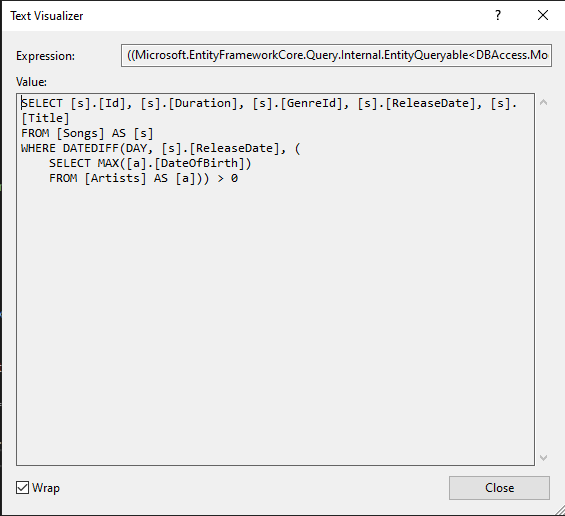 Text Visualizer
?
Expression: ((Microsoft.EntityFrameworkCore.Query.Internal.EntityQueryable<DBAccess.Mo
Value:
SELECT [s].[Id], [s].[Duration], [s].[GenreId], [s].[ReleaseDate], [s].
[Title]
FROM [Songs] AS [s]
WHERE DATEDIFF(DAY, [s].[ReleaseDate], (
    SELECT MAX([a].[DateOfBirth])
    FROM [Artists] AS [a])) > 0
Wrap
Close